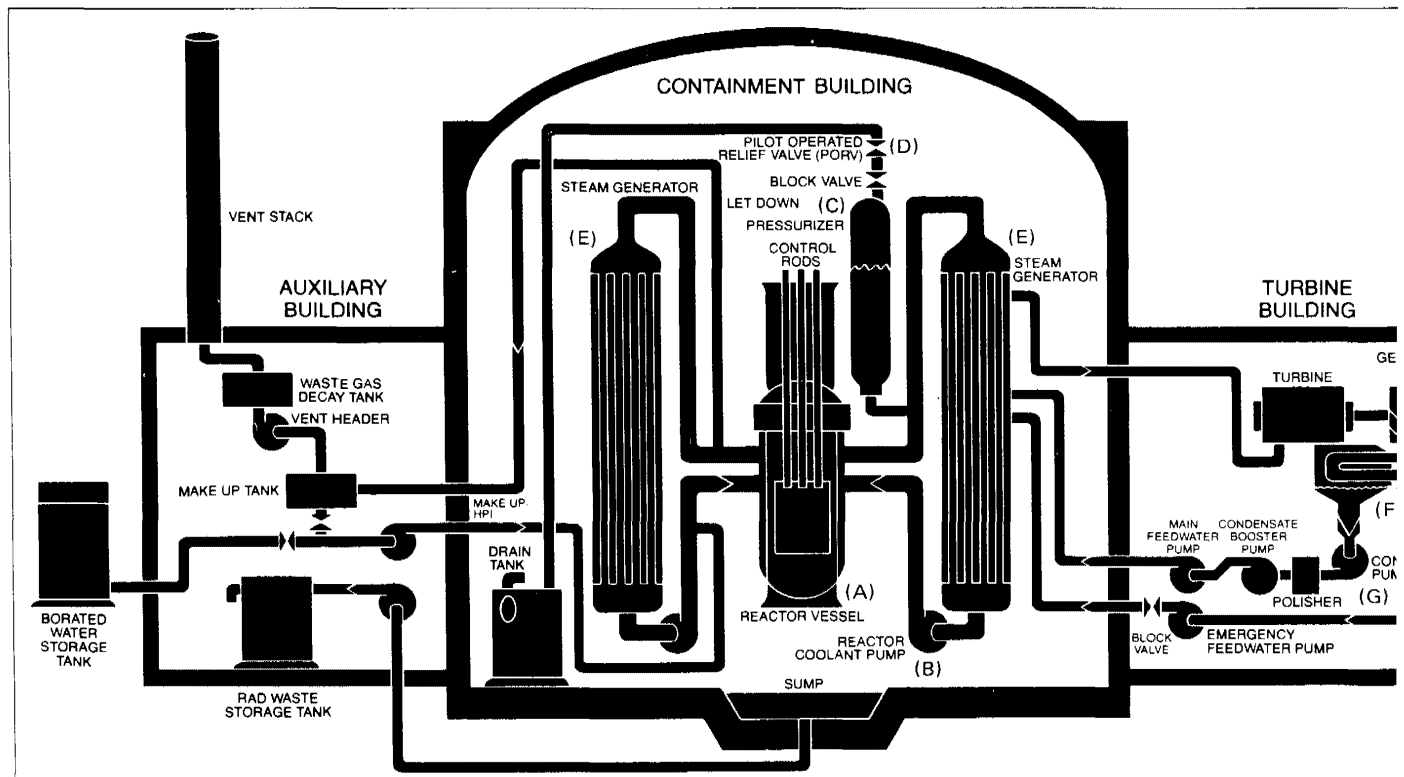 CONTAINMENT BUILDING
PILOT OPERATED
RELIEF VALVE (PORV)
(D)
BLOCK VALVE
STEAM GENERATOR
LET DOWN
(C)
PRESSURIZER
CONTROL
RODS
(E)
(E)
STEAM
GENERATOR
VENT STACK
AUXILIARY
BUILDING
TURBINE
BUILDING
GE
TURBINE
WASTE GAS
DECAY TANK
VENT HEADER
MAKE UP TANK
MAKE UP
HPI
DRAIN
TANK
(A)
REACTOR VESSEL
REACTOR
COOLANT PUMP
(B)
MAIN
FEEDWATER
PUMP
CONDENSATE
BOOSTER
PUMP
(F
CON
PUM
POLISHER
(G)
BLOCK
VALVE
EMERGENCY
FEEDWATER PUMP
BORATED
WATER
STORAGE
TANK
RAD WASTE
STORAGE TANK
SUMP